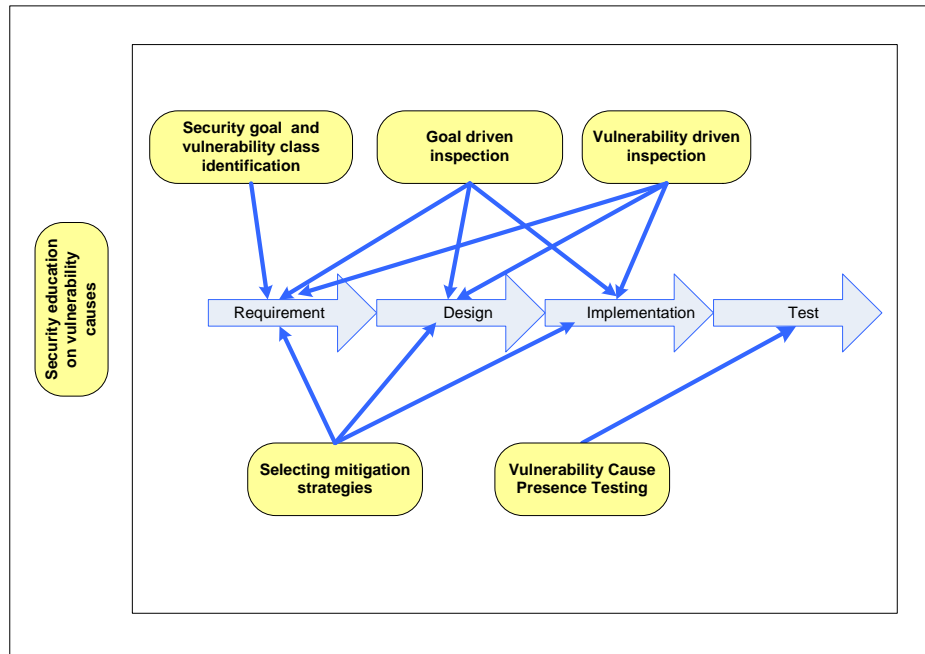 Security goal and
vulnerability class
identification
Goal driven
inspection
Vulnerability driven
inspection
Security education
on vulnerability
causes
Requirement
Design
Implementation
Test
Selecting mitigation
strategies
Vulnerability Cause
Presence Testing